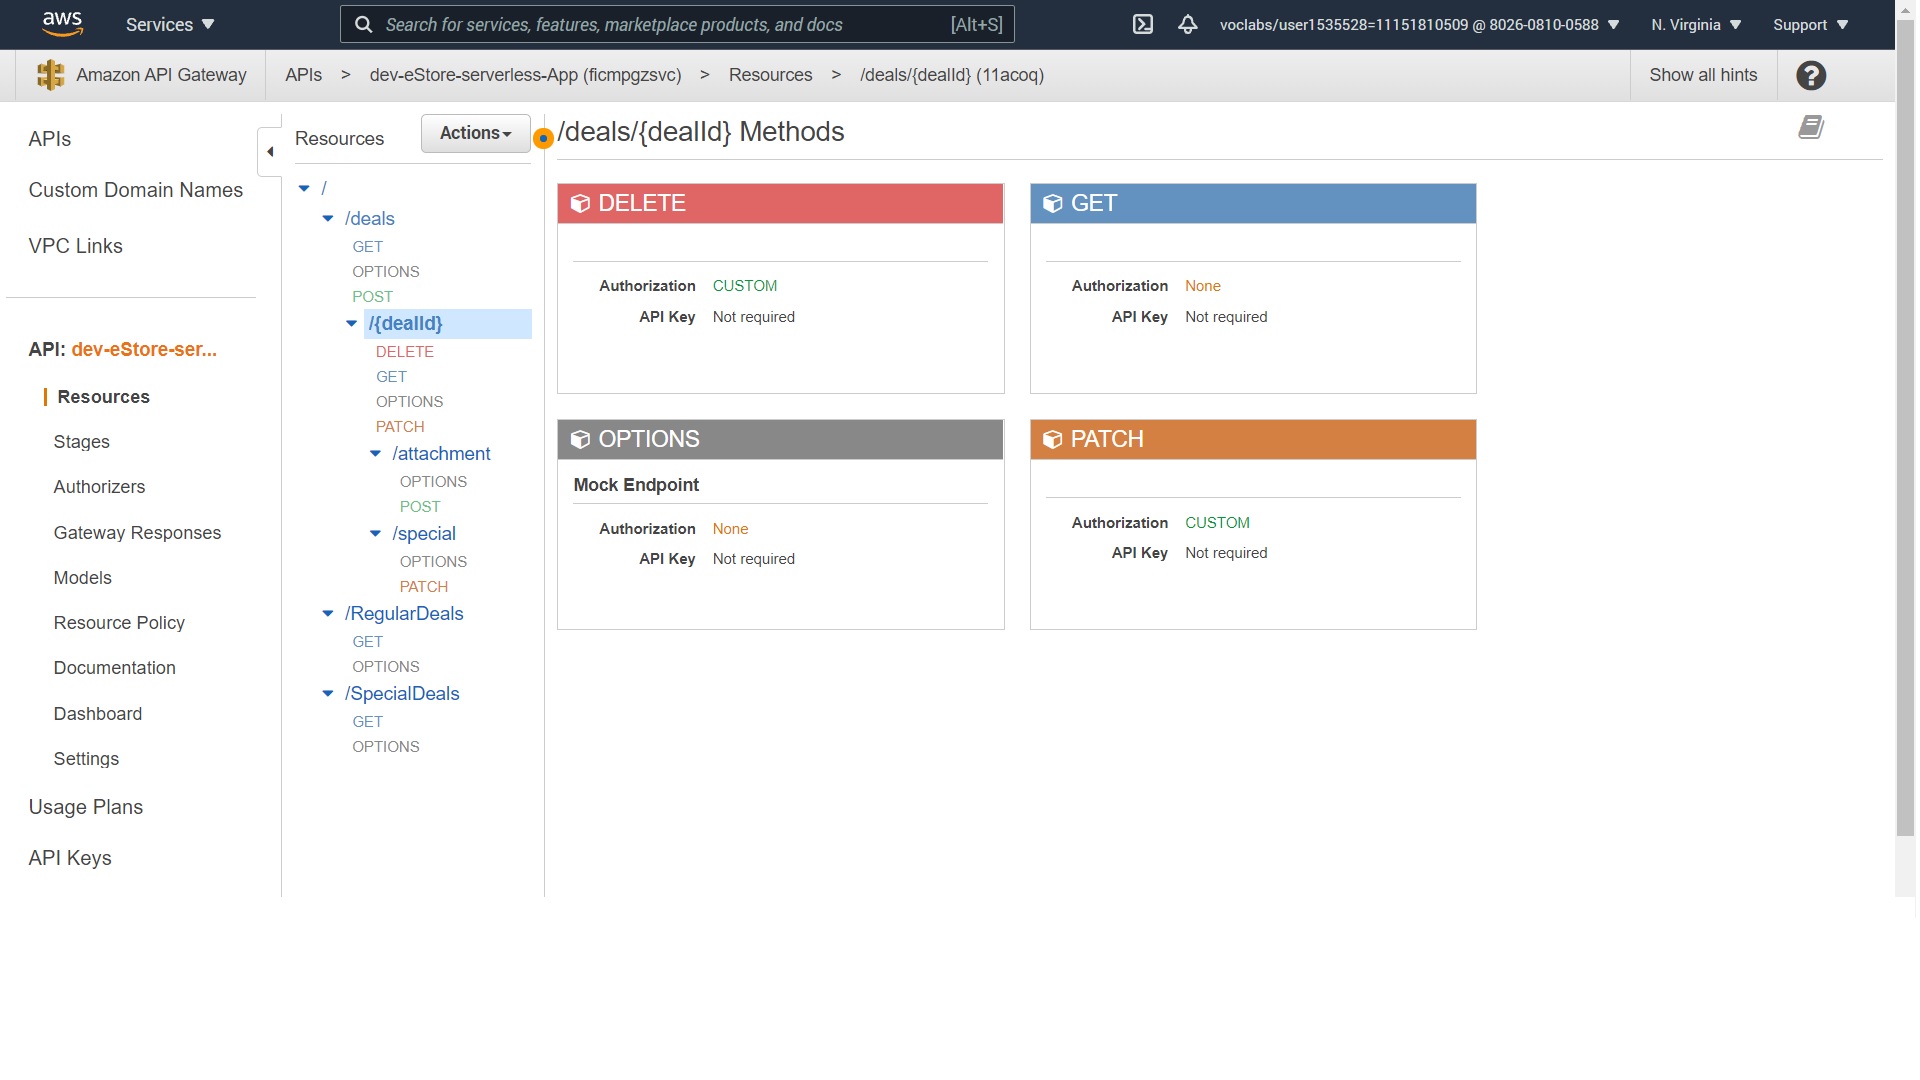 aws Services Search for services, features, marketplace products, and docs [Alt+S] voclabs/user1535528=11151810509 @ 8026-0810-0588 N. Virginia Support
Amazon API Gateway APIs > dev-eStore-serverless-App (ficmpgzsvc) > Resources > /deals/{dealId} (11acoq) Show all hints ?
APIs
Custom Domain Names
VPC Links
API: dev-eStore-ser...
Resources
Stages
Authorizers
Gateway Responses
Models
Resource Policy
Documentation
Dashboard
Settings
Usage Plans
API Keys
Resources Actions
/
/deals
GET
OPTIONS
POST
/{dealId}
DELETE
GET
OPTIONS
PATCH
/attachment
OPTIONS
POST
/special
OPTIONS
PATCH
/RegularDeals
GET
OPTIONS
/SpecialDeals
GET
OPTIONS
/deals/{dealId} Methods
DELETE
Authorization CUSTOM
API Key Not required
GET
Authorization None
API Key Not required
OPTIONS
Mock Endpoint
Authorization None
API Key Not required
PATCH
Authorization CUSTOM
API Key Not required